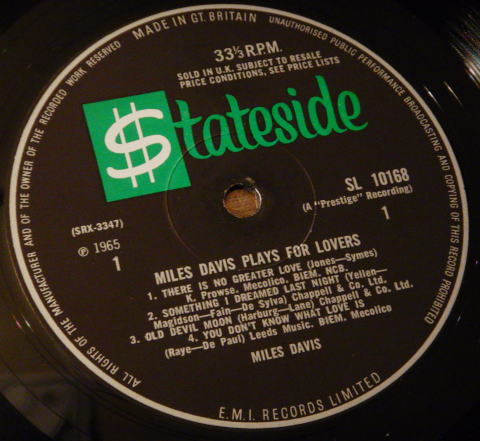 MADE IN GT. BRITAIN
UNAUTHORISED PUBLIC PERFORMANCE BROADCASTING AND COPYING OF THIS RECORD PROHIBITED
ALL RIGHTS OF THE MANUFACTURER AND OF THE OWNER OF THE RECORDED WORK RESERVED
33⅓ R.P.M.
SOLD IN U.K. SUBJECT TO RESALE
PRICE CONDITIONS, SEE PRICE LISTS
$tateside
SL 10168
(A "Prestige" Recording)
1
(SRX-3347)
℗ 1965
1
MILES DAVIS PLAYS FOR LOVERS
1. THERE IS NO GREATER LOVE (Jones—Symes)
K. Prowse. Mecolico. BIEM. NCB.
2. SOMETHING I DREAMED LAST NIGHT (Yellen—
Magidson—Fain—De Sylva) Chappell & Co. Ltd.
3. OLD DEVIL MOON (Harburg—Lane) Chappell & Co. Ltd.
4. YOU DON'T KNOW WHAT LOVE IS
(Raye—De Paul) Leeds Music. BIEM. Mecolico
MILES DAVIS
E.M.I. RECORDS LIMITED